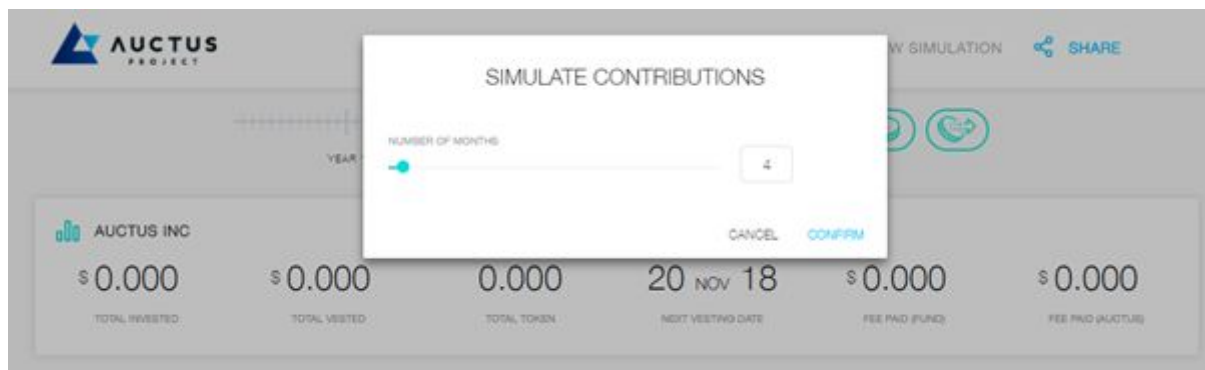 AUCTUS
PROJECT
W SIMULATION
SHARE
SIMULATE CONTRIBUTIONS
NUMBER OF MONTHS
4
CANCEL
CONFIRM
YEAR
AUCTUS INC
$ 0.000
TOTAL INVESTED
$ 0.000
TOTAL VESTED
0.000
TOTAL TOKEN
20 NOV 18
NEXT VESTING DATE
$ 0.000
FEE PAID (FUND)
$ 0.000
FEE PAID (AUCTUS)